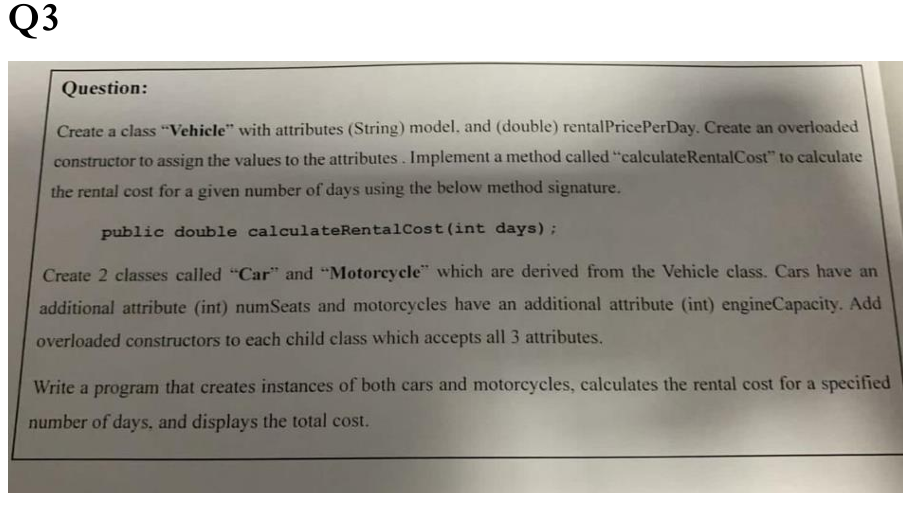 Q3
Question:
Create a class “Vehicle” with attributes (String) model, and (double) rentalPricePerDay. Create an overloaded
constructor to assign the values to the attributes . Implement a method called “calculateRentalCost” to calculate
the rental cost for a given number of days using the below method signature.
public double calculateRentalCost(int days);
Create 2 classes called “Car” and “Motorcycle” which are derived from the Vehicle class. Cars have an
additional attribute (int) numSeats and motorcycles have an additional attribute (int) engineCapacity. Add
overloaded constructors to each child class which accepts all 3 attributes.
Write a program that creates instances of both cars and motorcycles, calculates the rental cost for a specified
number of days, and displays the total cost.